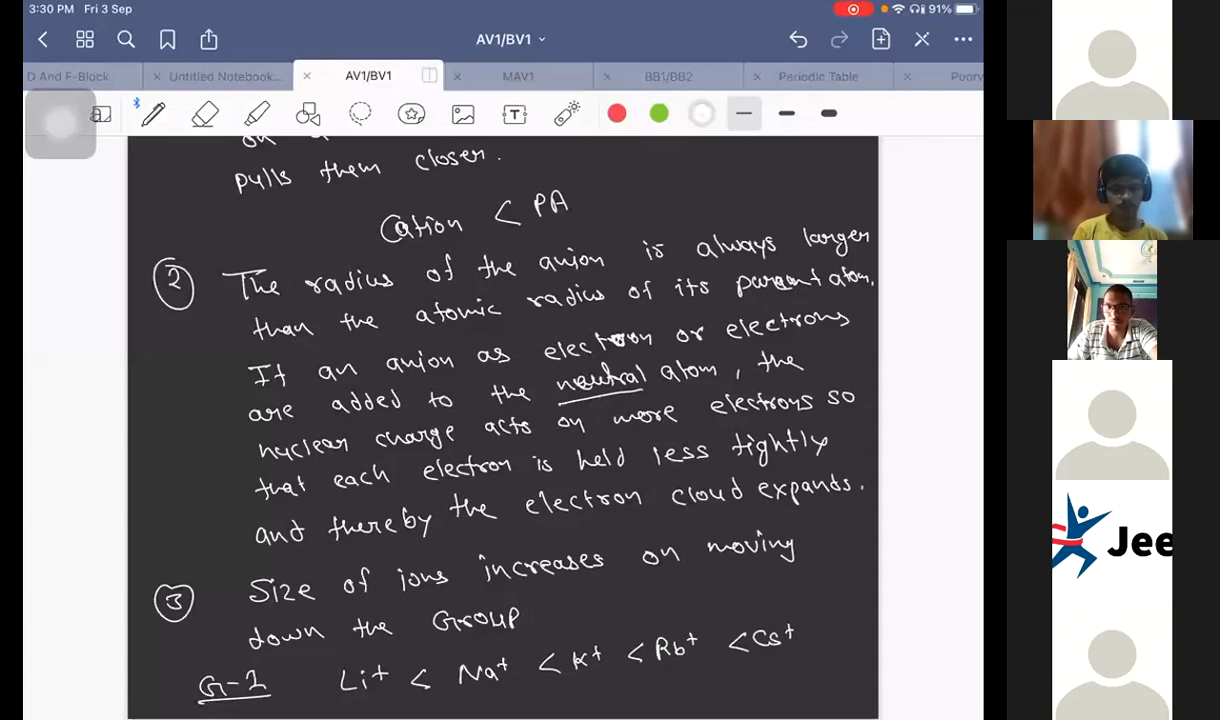 3:30 PM Fri 3 Sep
91%
AV1/BV1
D And F-Block
Untitled Notebook...
AV1/BV1
MAV1
BB1/BB2
Periodic Table
Poorv
on
pulls them closer.
Cation < PA
② The radius of the anion is always larger
than the atomic radius of its parent atom.
If an anion as electron or electrons
are added to the neutral atom, the
nuclear charge acts on more electrons so
that each electron is held less tightly
and thereby the electron cloud expands.
③ Size of ions increases on moving
down the Group
G-1 Li+ < Na+ < K+ < Rb+ < Cs+
Jee